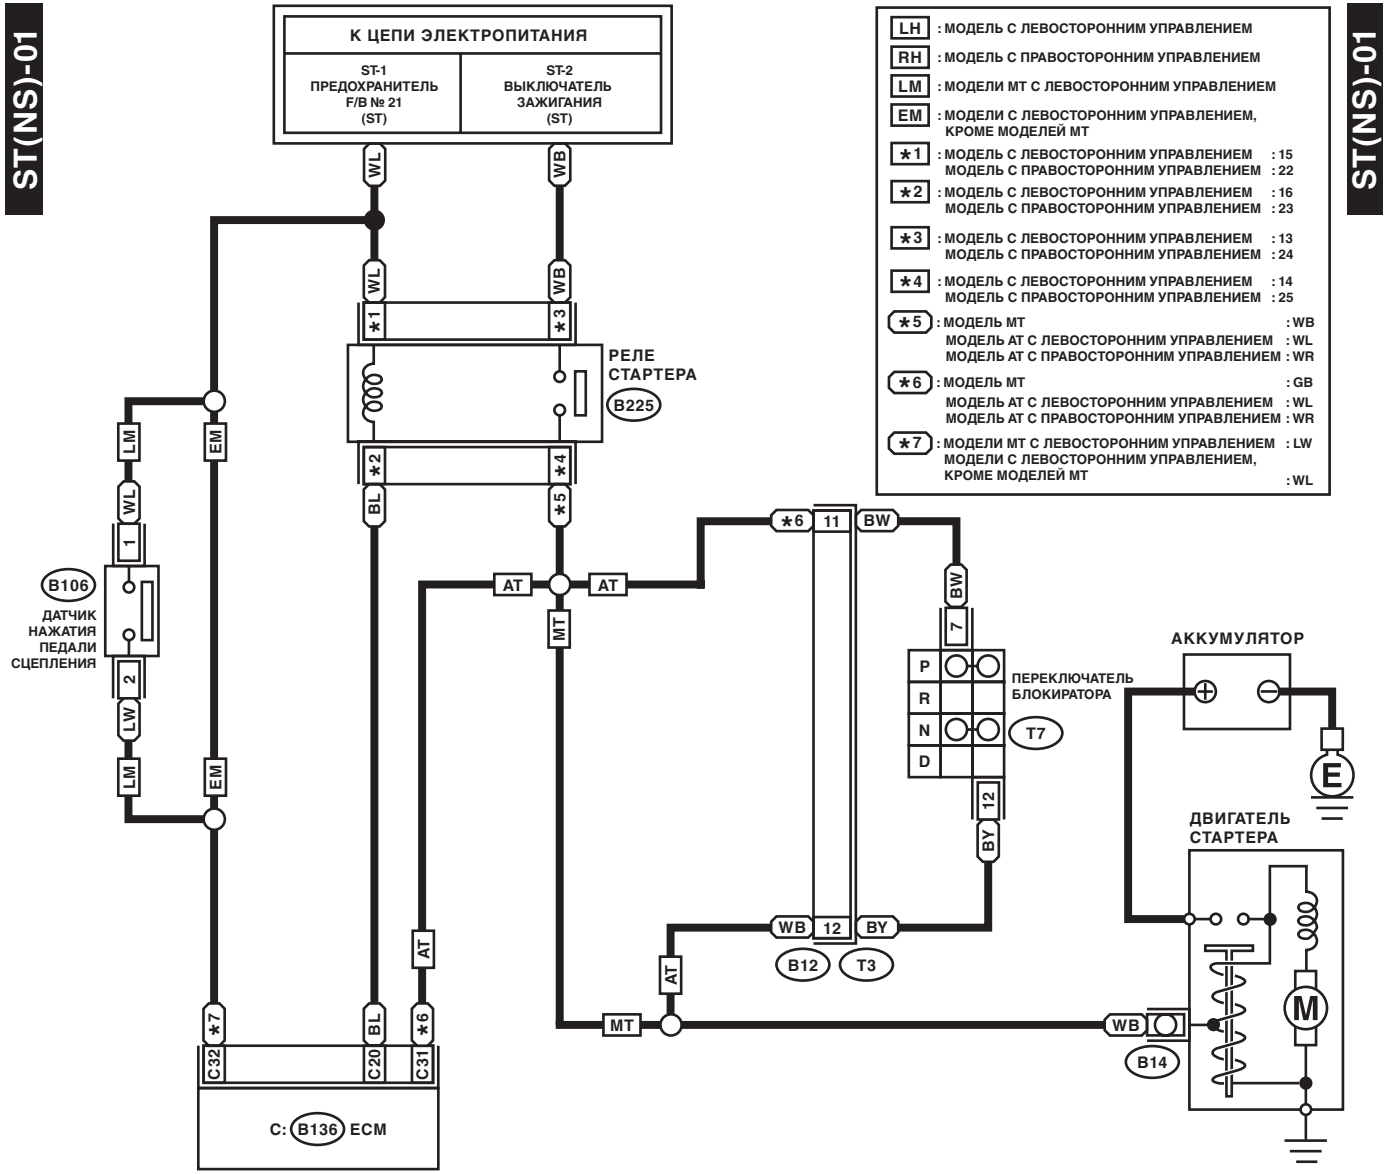 ST(NS)-01
ST(NS)-01
К ЦЕПИ ЭЛЕКТРОПИТАНИЯ
ST-1
ПРЕДОХРАНИТЕЛЬ
F/B № 21
(ST)
ST-2
ВЫКЛЮЧАТЕЛЬ
ЗАЖИГАНИЯ
(ST)
LH : МОДЕЛЬ С ЛЕВОСТОРОННИМ УПРАВЛЕНИЕМ
RH : МОДЕЛЬ С ПРАВОСТОРОННИМ УПРАВЛЕНИЕМ
LM : МОДЕЛИ МТ С ЛЕВОСТОРОННИМ УПРАВЛЕНИЕМ
EM : МОДЕЛИ С ЛЕВОСТОРОННИМ УПРАВЛЕНИЕМ,
КРОМЕ МОДЕЛЕЙ МТ
*1 : МОДЕЛЬ С ЛЕВОСТОРОННИМ УПРАВЛЕНИЕМ : 15
МОДЕЛЬ С ПРАВОСТОРОННИМ УПРАВЛЕНИЕМ : 22
*2 : МОДЕЛЬ С ЛЕВОСТОРОННИМ УПРАВЛЕНИЕМ : 16
МОДЕЛЬ С ПРАВОСТОРОННИМ УПРАВЛЕНИЕМ : 23
*3 : МОДЕЛЬ С ЛЕВОСТОРОННИМ УПРАВЛЕНИЕМ : 13
МОДЕЛЬ С ПРАВОСТОРОННИМ УПРАВЛЕНИЕМ : 24
*4 : МОДЕЛЬ С ЛЕВОСТОРОННИМ УПРАВЛЕНИЕМ : 14
МОДЕЛЬ С ПРАВОСТОРОННИМ УПРАВЛЕНИЕМ : 25
*5 : МОДЕЛЬ МТ : WB
МОДЕЛЬ АТ С ЛЕВОСТОРОННИМ УПРАВЛЕНИЕМ : WL
МОДЕЛЬ АТ С ПРАВОСТОРОННИМ УПРАВЛЕНИЕМ : WR
*6 : МОДЕЛЬ МТ : GB
МОДЕЛЬ АТ С ЛЕВОСТОРОННИМ УПРАВЛЕНИЕМ : WL
МОДЕЛЬ АТ С ПРАВОСТОРОННИМ УПРАВЛЕНИЕМ : WR
*7 : МОДЕЛИ МТ С ЛЕВОСТОРОННИМ УПРАВЛЕНИЕМ : LW
МОДЕЛИ С ЛЕВОСТОРОННИМ УПРАВЛЕНИЕМ,
КРОМЕ МОДЕЛЕЙ МТ : WL
WL
WB
WL
WB
*1
*3
РЕЛЕ
СТАРТЕРА
B225
*2
*4
BL
*5
LM
EM
WL
1
B106
ДАТЧИК
НАЖАТИЯ
ПЕДАЛИ
СЦЕПЛЕНИЯ
2
LW
LM
EM
AT
AT
MT
*6
11
BW
BW
7
P
R
N
D
ПЕРЕКЛЮЧАТЕЛЬ
БЛОКИРАТОРА
T7
12
BY
АККУМУЛЯТОР
+
−
E
ДВИГАТЕЛЬ
СТАРТЕРА
M
WB
12
BY
B12
T3
AT
AT
MT
WB
B14
*7
BL
*6
C32
C20
C31
C: B136 ECM